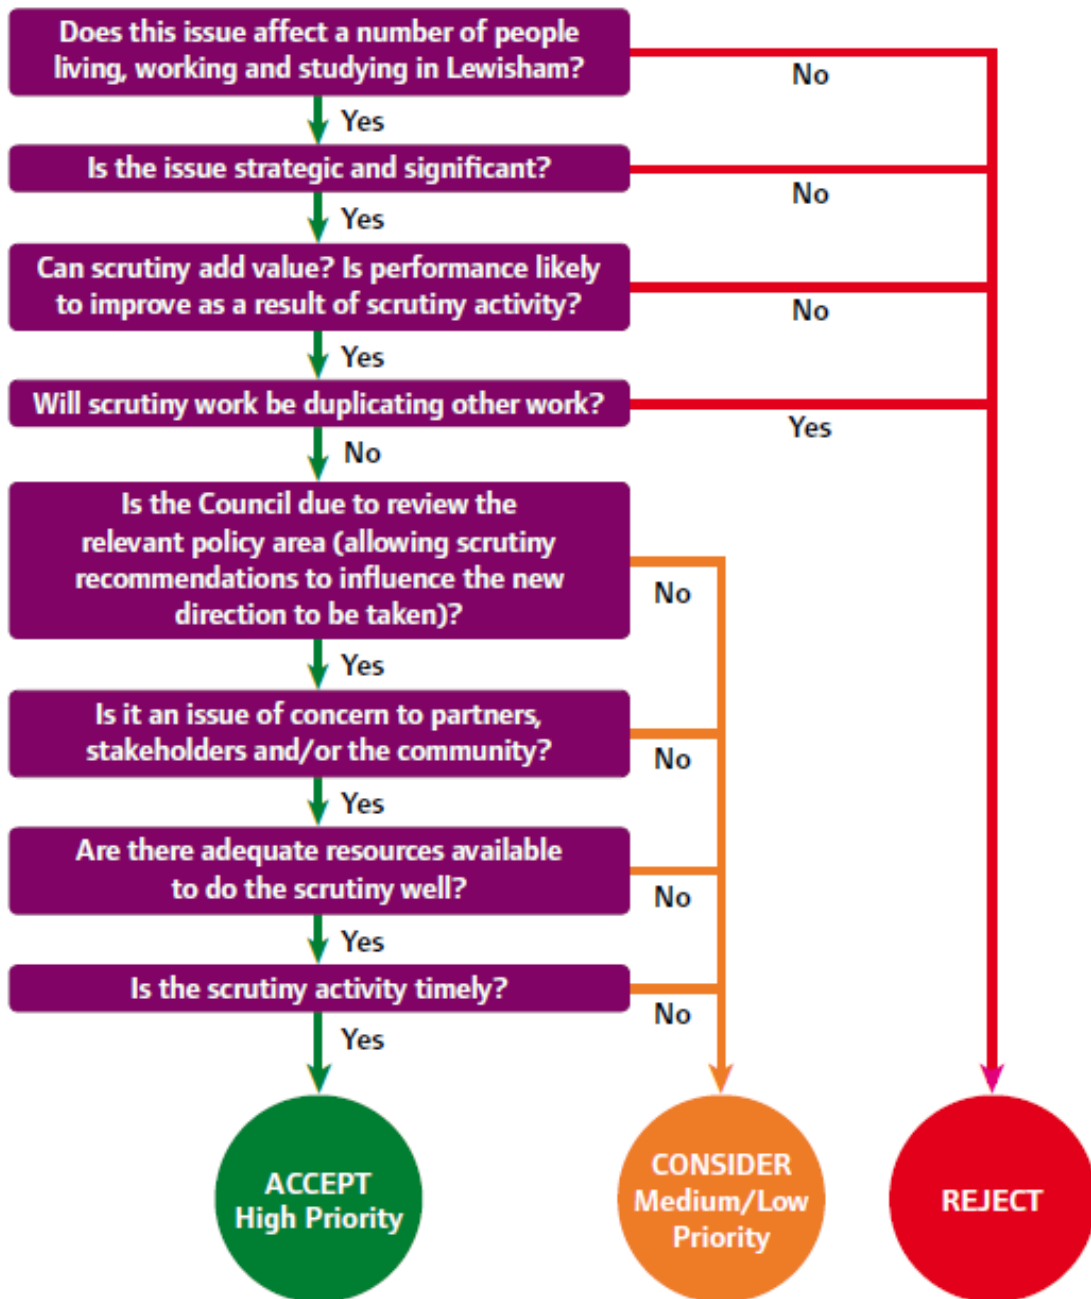 Does this issue affect a number of people
living, working and studying in Lewisham?
No
Yes
Is the issue strategic and significant?
No
Yes
Can scrutiny add value? Is performance likely
to improve as a result of scrutiny activity?
No
Yes
Will scrutiny work be duplicating other work?
Yes
No
Is the Council due to review the
relevant policy area (allowing scrutiny
recommendations to influence the new
direction to be taken)?
No
Yes
Is it an issue of concern to partners,
stakeholders and/or the community?
No
Yes
Are there adequate resources available
to do the scrutiny well?
No
Yes
Is the scrutiny activity timely?
No
Yes
ACCEPT
High Priority
CONSIDER
Medium/Low
Priority
REJECT